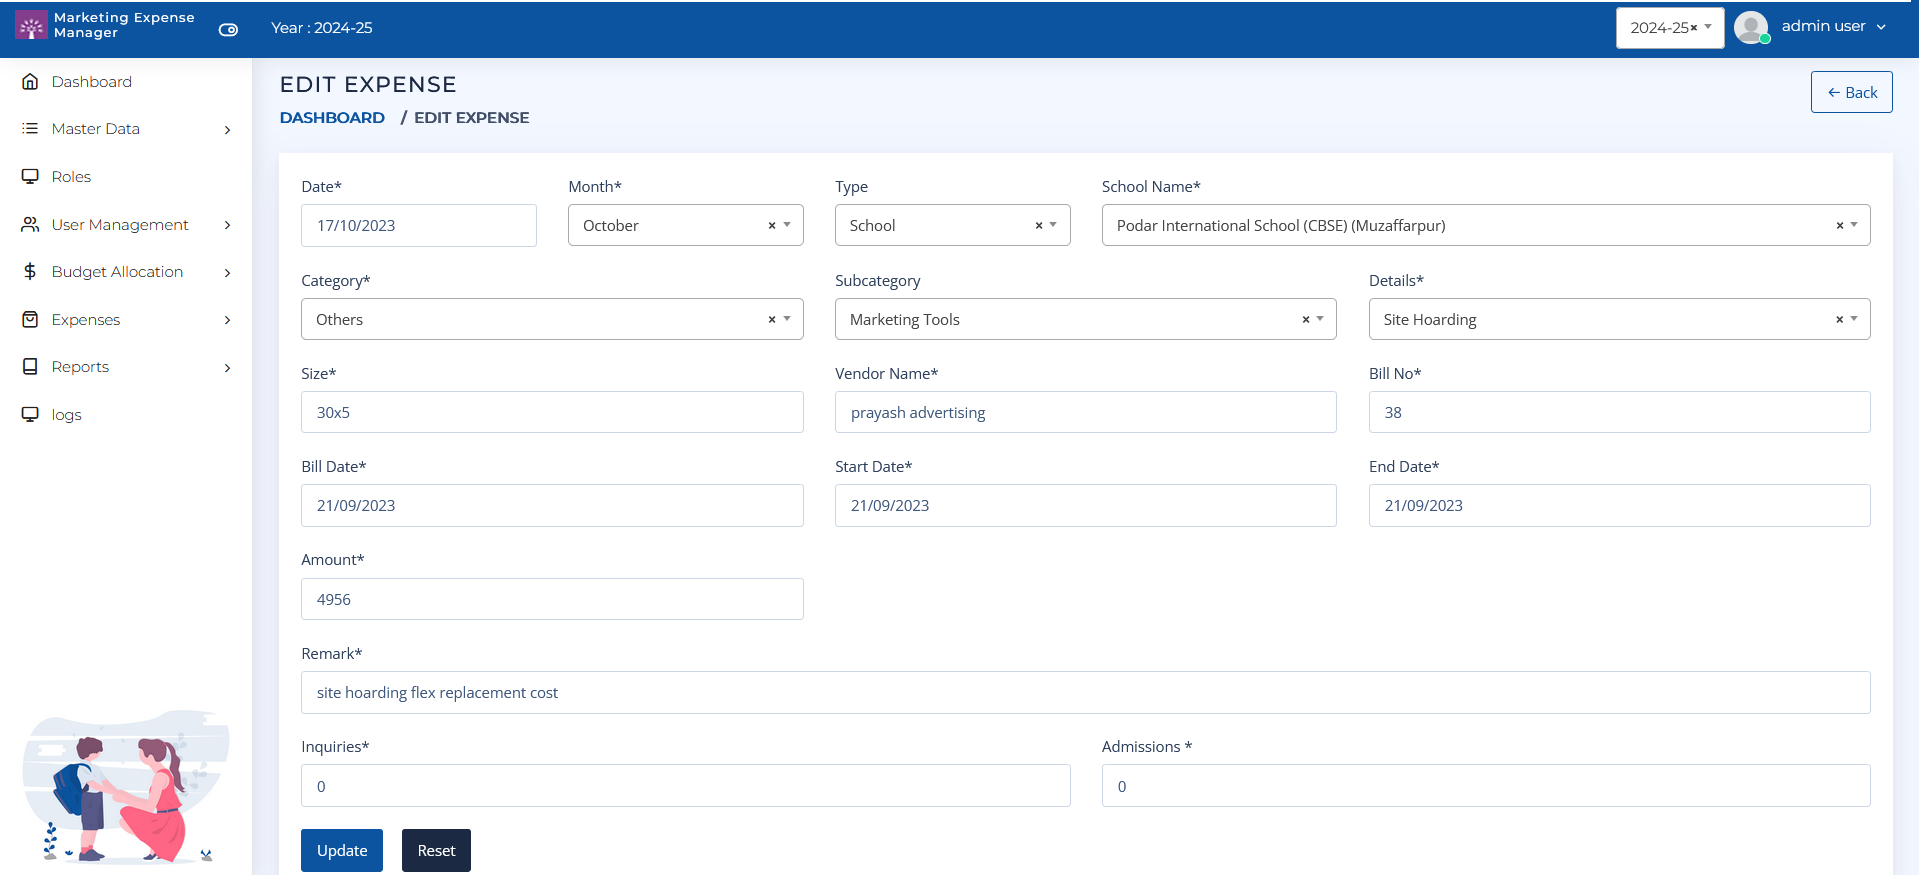 Marketing Expense
Manager
Year : 2024-25
2024-25× 
admin user
Dashboard
Master Data
Roles
User Management
Budget Allocation
Expenses
Reports
logs
EDIT EXPENSE
← Back
DASHBOARD / EDIT EXPENSE
Date* Month* Type School Name*
17/10/2023 October × School × Podar International School (CBSE) (Muzaffarpur) ×
Category* Subcategory Details*
Others × Marketing Tools × Site Hoarding ×
Size* Vendor Name* Bill No*
30x5 prayash advertising 38
Bill Date* Start Date* End Date*
21/09/2023 21/09/2023 21/09/2023
Amount*
4956
Remark*
site hoarding flex replacement cost
Inquiries* Admissions *
0 0
Update Reset